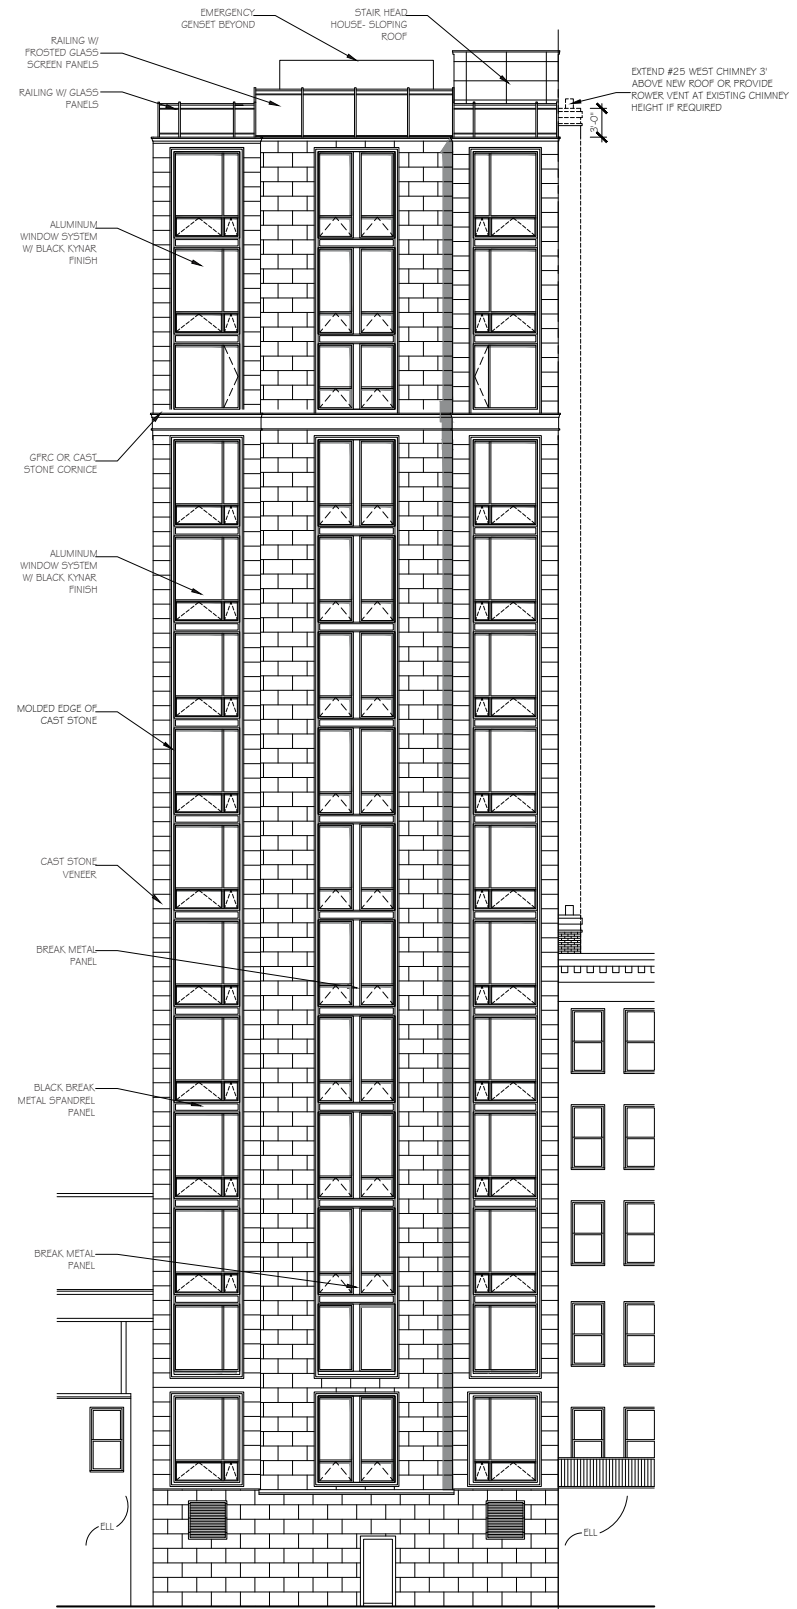 EMERGENCY
GENSET BEYOND
STAIR HEAD
HOUSE- SLOPING
ROOF
RAILING W/
FROSTED GLASS
SCREEN PANELS
RAILING W/ GLASS
PANELS
EXTEND #25 WEST CHIMNEY 3'
ABOVE NEW ROOF OR PROVIDE
ROWER VENT AT EXISTING CHIMNEY
HEIGHT IF REQUIRED
3'-0"
ALUMINUM
WINDOW SYSTEM
W/ BLACK KYNAR
FINISH
GFRC OR CAST
STONE CORNICE
ALUMINUM
WINDOW SYSTEM
W/ BLACK KYNAR
FINISH
MOLDED EDGE OF
CAST STONE
CAST STONE
VENEER
BREAK METAL
PANEL
BLACK BREAK
METAL SPANDREL
PANEL
BREAK METAL
PANEL
ELL
ELL